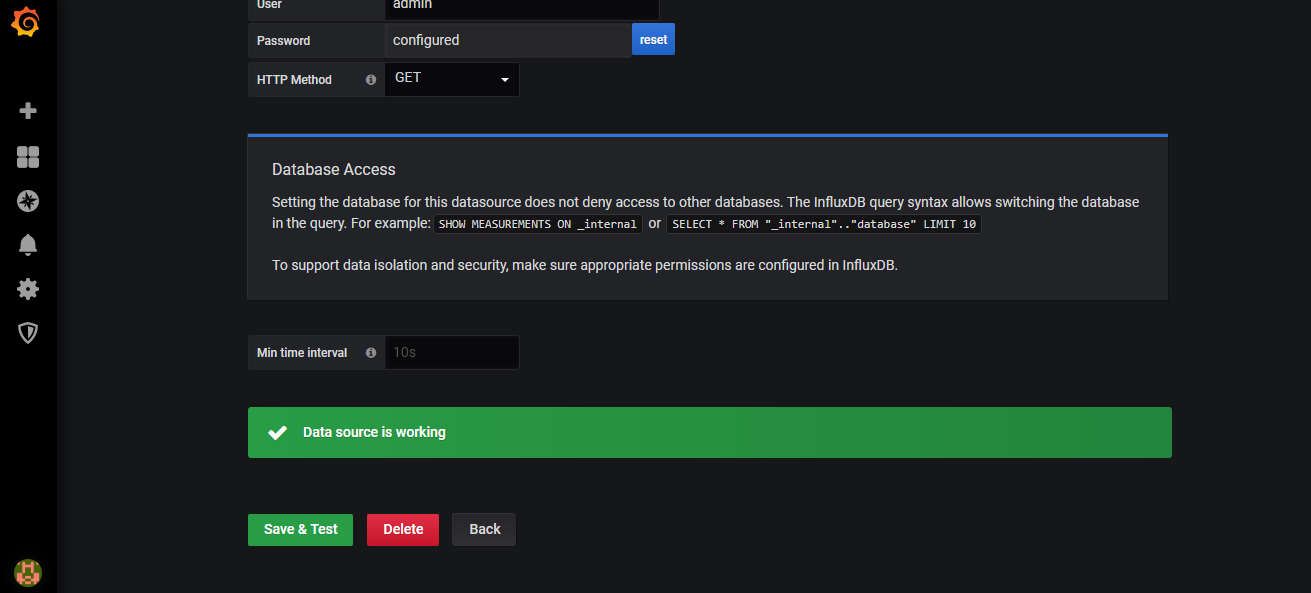 User admin
Password configured reset
HTTP Method GET
Database Access
Setting the database for this datasource does not deny access to other databases. The InfluxDB query syntax allows switching the database
in the query. For example: SHOW MEASUREMENTS ON _internal or SELECT * FROM "_internal".."database" LIMIT 10
To support data isolation and security, make sure appropriate permissions are configured in InfluxDB.
Min time interval 10s
Data source is working
Save & Test Delete Back